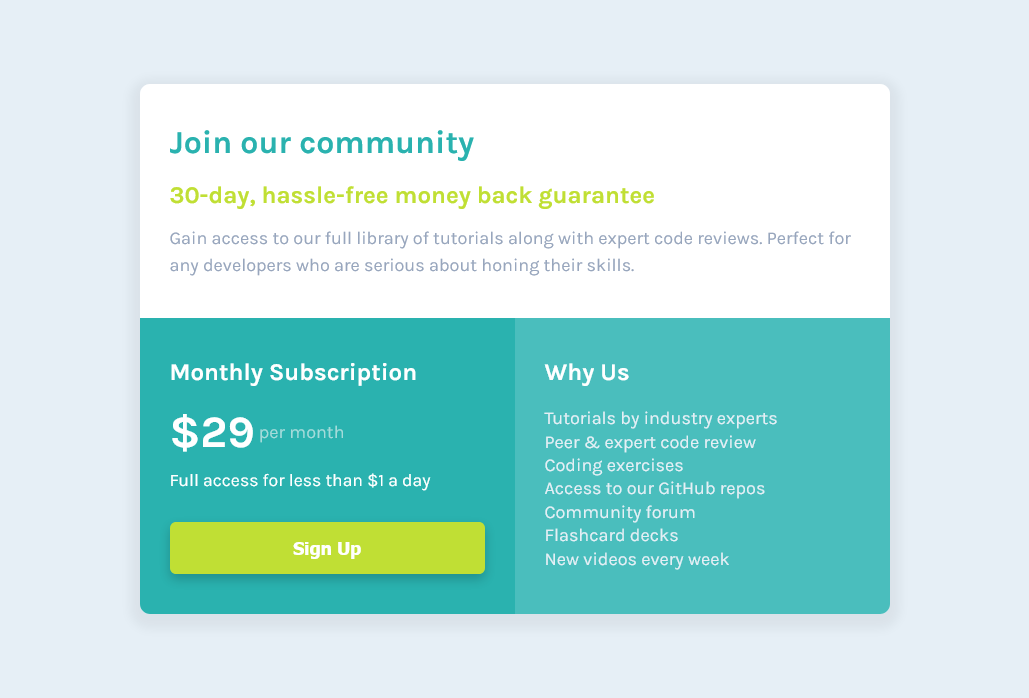 Join our community
30-day, hassle-free money back guarantee
Gain access to our full library of tutorials along with expert code reviews. Perfect for
any developers who are serious about honing their skills.
Monthly Subscription
$29 per month
Full access for less than $1 a day
Sign Up
Why Us
Tutorials by industry experts
Peer & expert code review
Coding exercises
Access to our GitHub repos
Community forum
Flashcard decks
New videos every week